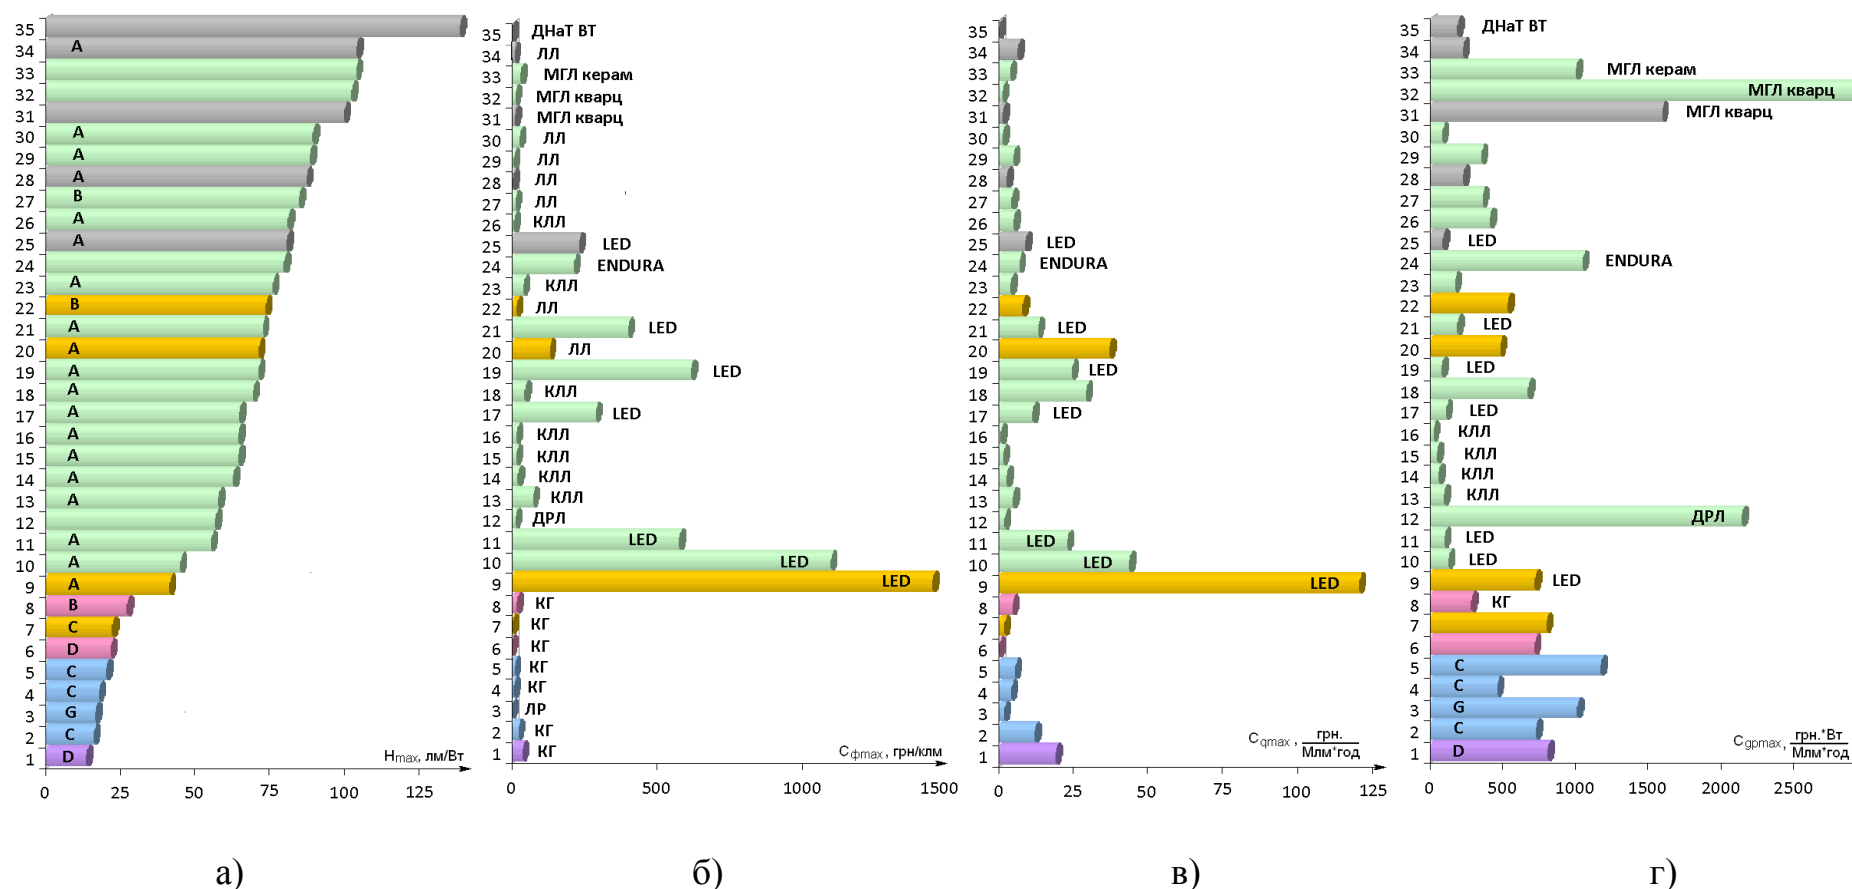 35
34 A
33
32
31
30 A
29 A
28 A
27 B
26 A
25 A
24
23 A
22 B
21 A
20 A
19 A
18 A
17 A
16 A
15 A
14 A
13 A
12
11 A
10 A
9 A
8 B
7 C
6 D
5 C
4 C
3 G
2 C
1 D
Hmax, лм/Вт
0 25 50 75 100 125
а)
35 ДНаТ ВТ
34 ЛЛ
33 МГЛ керам
32 МГЛ кварц
31 МГЛ кварц
30 ЛЛ
29 ЛЛ
28 ЛЛ
27 ЛЛ
26 КЛЛ
25 LED
24 ENDURA
23 КЛЛ
22 ЛЛ
21 LED
20 ЛЛ
19 LED
18 КЛЛ
17 LED
16 КЛЛ
15 КЛЛ
14 КЛЛ
13 КЛЛ
12 ДРЛ
11 LED
10 LED
9 LED
8 КГ
7 КГ
6 КГ
5 КГ
4 КГ
3 ЛР
2 КГ
1 КГ
Cфmax, грн/клм
0 500 1000 1500
б)
35
34
33
32
31
30
29
28
27
26
25 LED
24 ENDURA
23
22
21 LED
20
19 LED
18
17 LED
16
15
14
13
12
11 LED
10 LED
9 LED
8
7
6
5
4
3
2
1
Cqmax, грн.
Млм*год
0 25 50 75 100 125
в)
35 ДНаТ ВТ
34
33 МГЛ керам
32 МГЛ кварц
31 МГЛ кварц
30
29
28
27
26
25 LED
24 ENDURA
23
22
21 LED
20
19 LED
18
17 LED
16 КЛЛ
15 КЛЛ
14 КЛЛ
13 КЛЛ
12 ДРЛ
11 LED
10 LED
9 LED
8 КГ
7
6
5 C
4 C
3 G
2 C
1 D
Cgpmax, грн.*Вт
Млм*год
0 500 1000 1500 2000 2500
г)